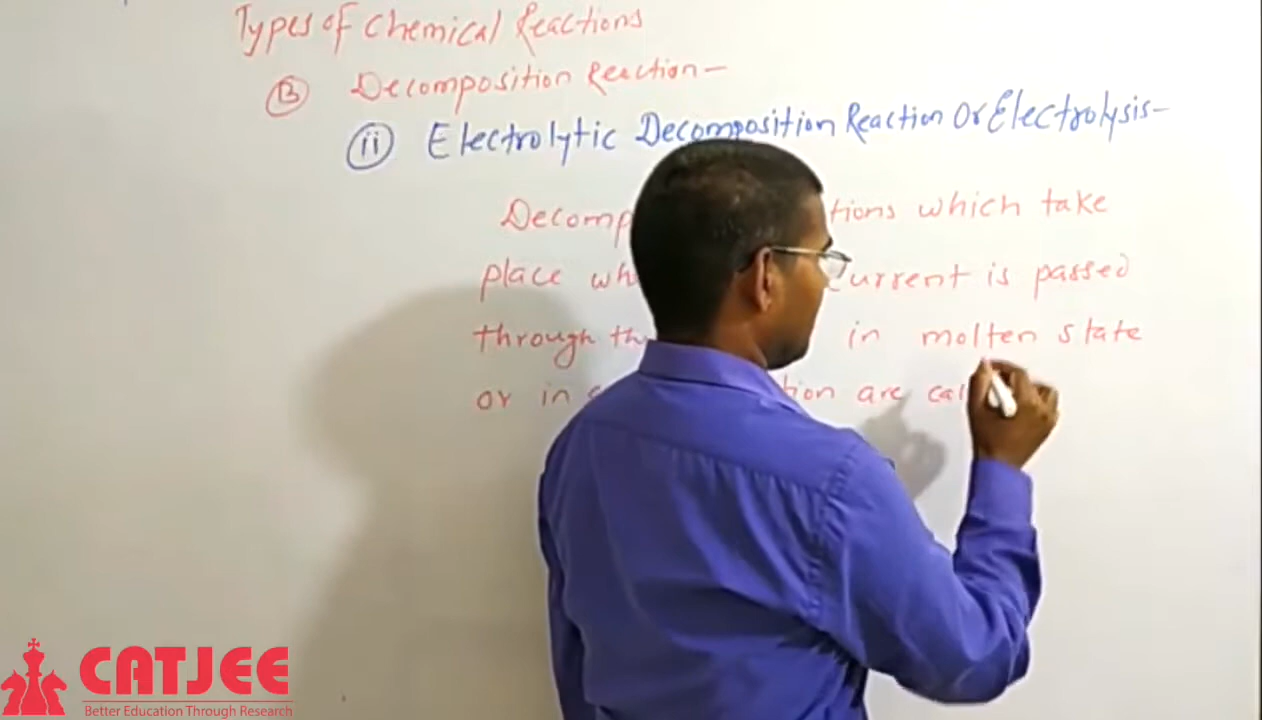 Types of Chemical Reactions
B Decomposition Reaction-
ii Electrolytic Decomposition Reaction Or Electrolysis-
Decomp tions which take
place wh current is passed
through th in molten state
or in tion are cal
CATJEE
Better Education Through Research